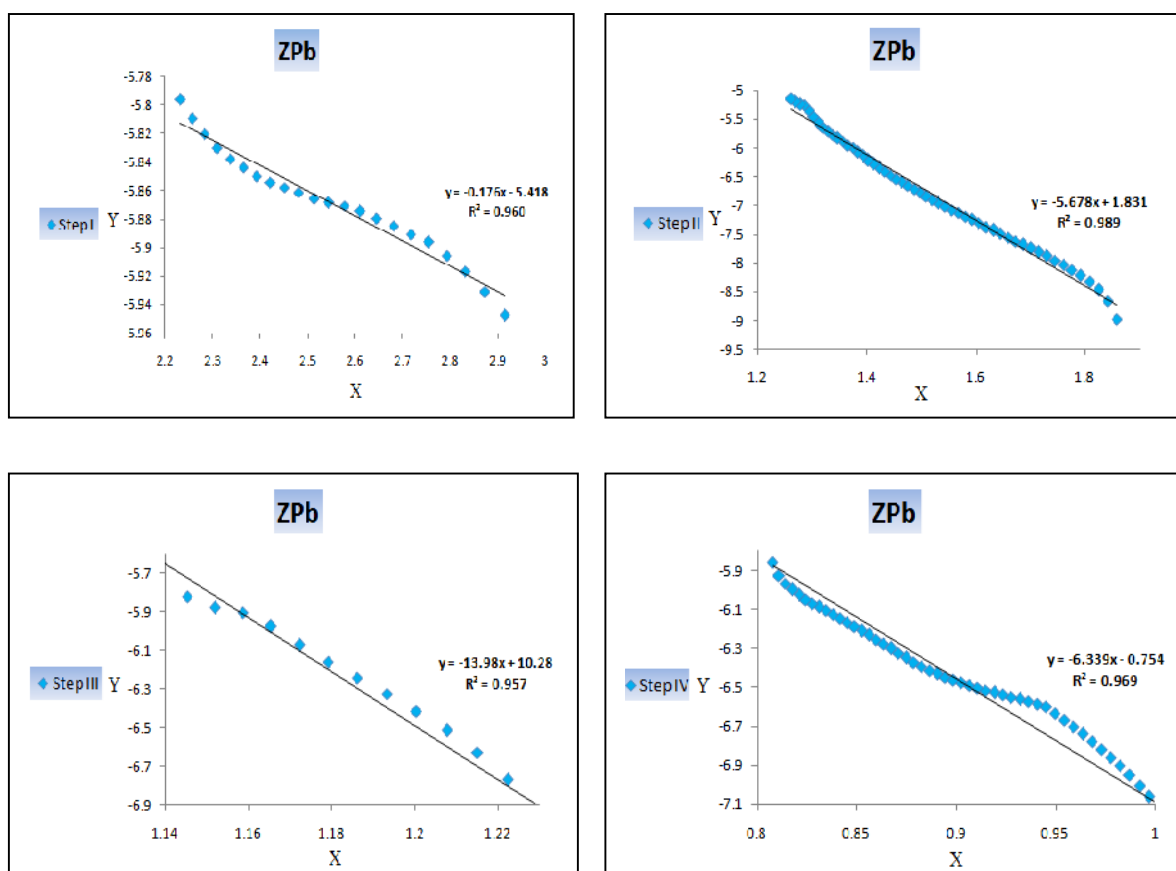 ZPb
-5.78
-5.8
-5.82
-5.84
-5.86
-5.88
-5.9
-5.92
-5.94
-5.96
y = -0.176x - 5.418
R² = 0.960
Step I Y
2.2 2.3 2.4 2.5 2.6 2.7 2.8 2.9 3
X
ZPb
-5
-5.5
-6
-6.5
-7
-7.5
-8
-8.5
-9
-9.5
y = -5.678x + 1.831
R² = 0.989
Step II Y
1.2 1.4 1.6 1.8
X
ZPb
-5.7
-5.9
-6.1
-6.3
-6.5
-6.7
-6.9
y = -13.98x + 10.28
R² = 0.957
Step III Y
1.14 1.16 1.18 1.2 1.22
X
ZPb
-5.9
-6.1
-6.3
-6.5
-6.7
-6.9
-7.1
y = -6.339x - 0.754
R² = 0.969
Step IV Y
0.8 0.85 0.9 0.95 1
X